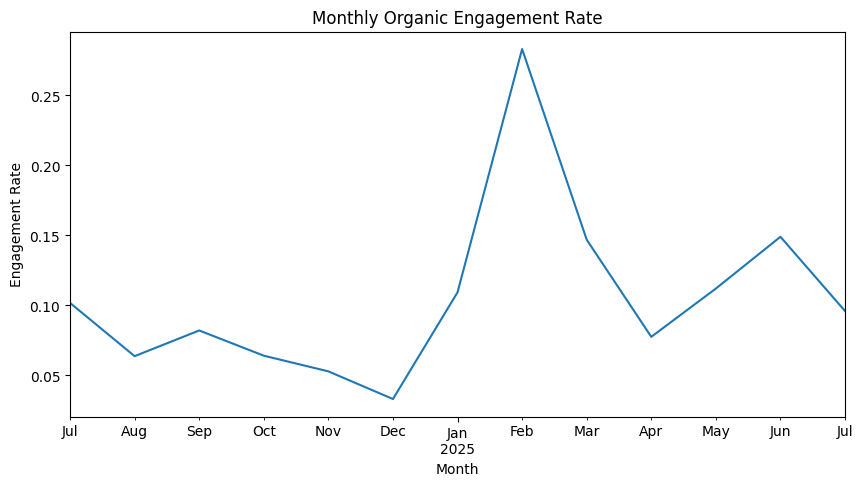 Monthly Organic Engagement Rate
Engagement Rate
0.25
0.20
0.15
0.10
0.05
Jul Aug Sep Oct Nov Dec Jan Feb Mar Apr May Jun Jul
2025
Month